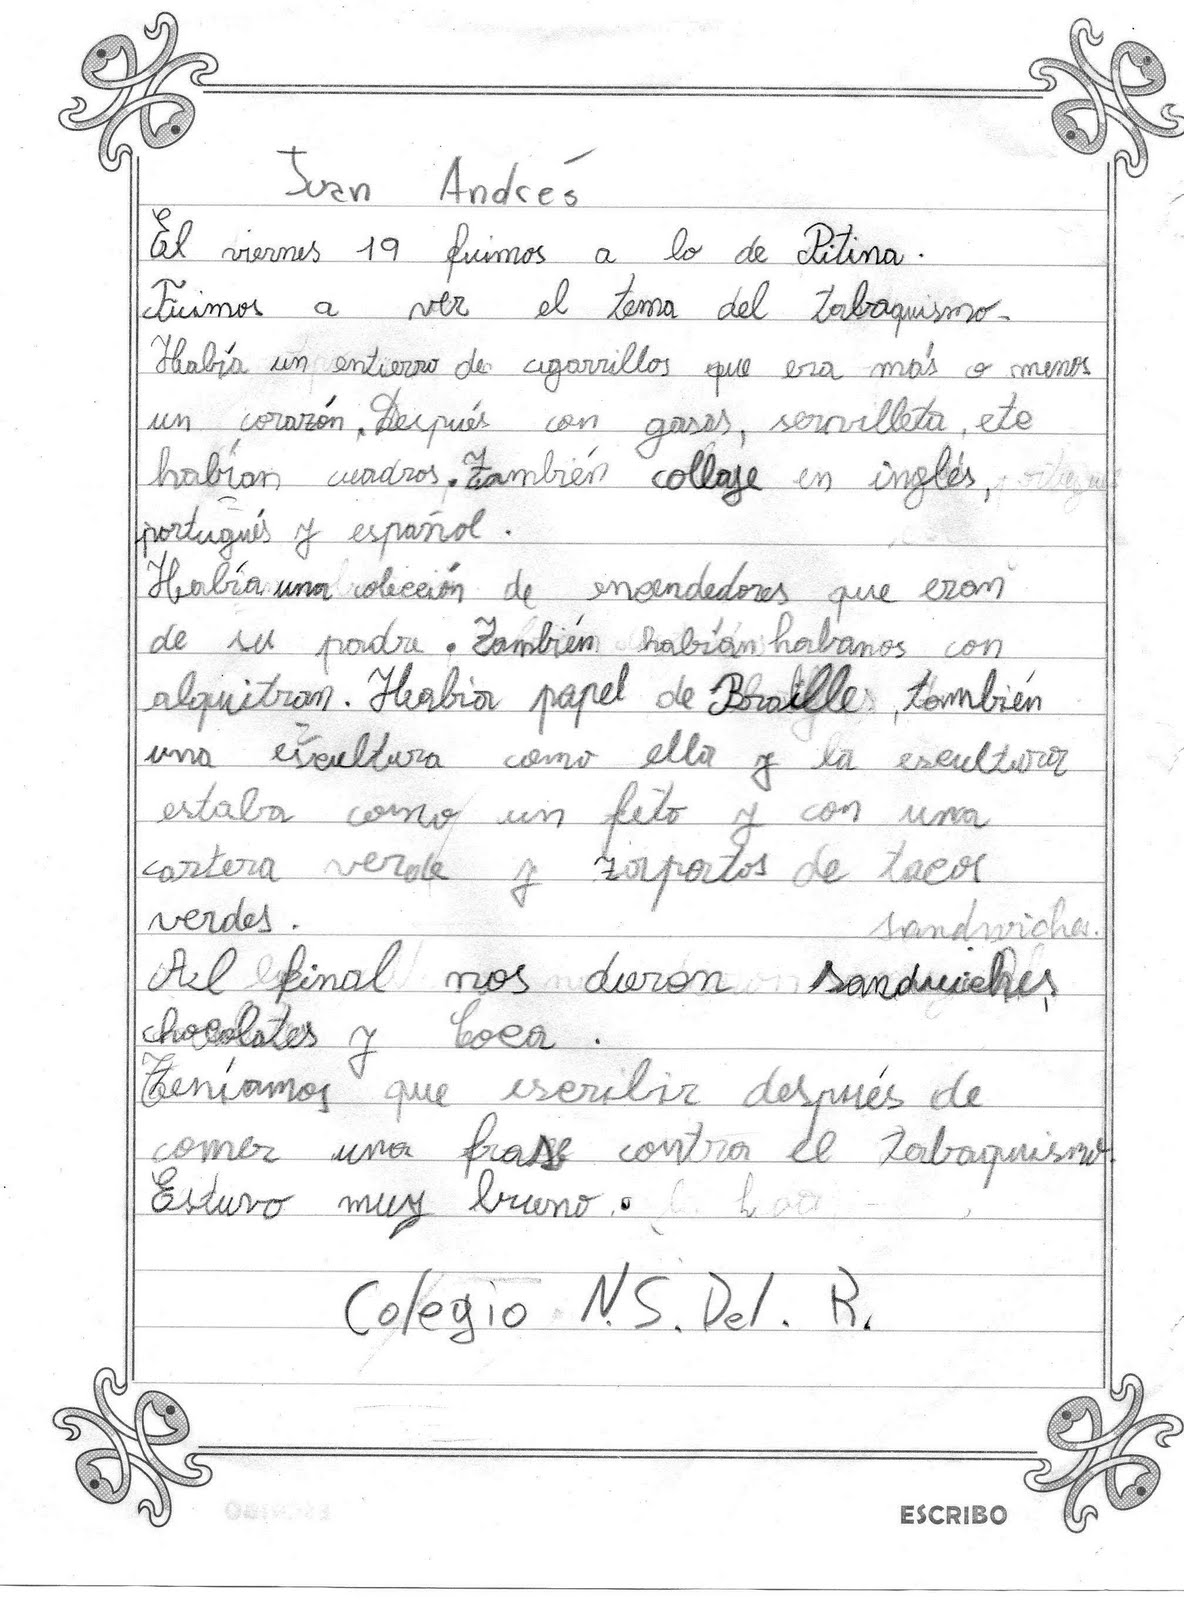 Juan Andrés
El viernes 19 fuimos a lo de Pitina.
Fuimos a ver el tema del tabaquismo.
Había un entierro de cigarrillos que era más o menos
un corazón. Después con gasas, servilleta, etc
habían cuadros. También collage en inglés,
portugués y español.
Había una colección de encendedores que eran
de su padre. También habían habanos con
alquitran. Había papel de Braille, también
una escultura como ella y la escultura
estaba como un feto y con una
cartera verde y zapatos de tacos
verdes.
sandwiches.
Al final nos daron sandwiches,
chocolates y Coca.
Teníamos que escribir después de
comer una frase contra el tabaquismo.
Estuvo muy bueno.
Colegio N.S. Del. R.
ESCRIBO